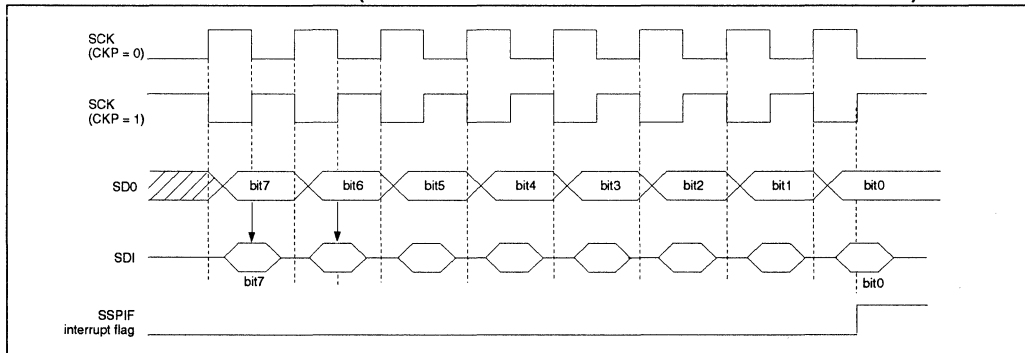 SCK
(CKP = 0)
SCK
(CKP = 1)
SD0
bit7 bit6 bit5 bit4 bit3 bit2 bit1 bit0
SDI
bit7 bit0
SSPIF
interrupt flag